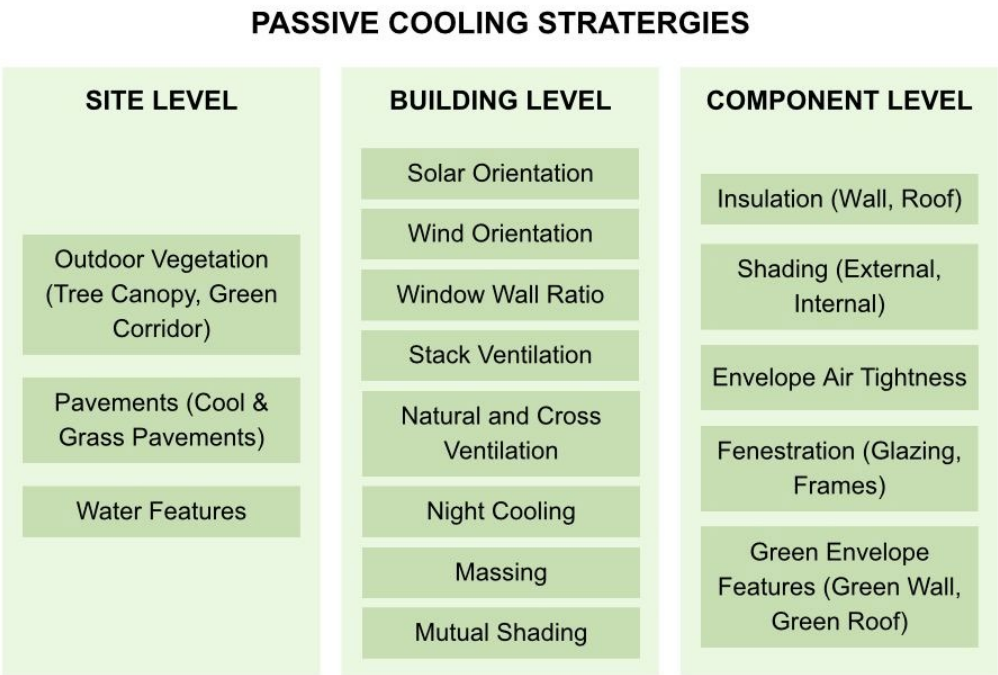 PASSIVE COOLING STRATERGIES
SITE LEVEL
Outdoor Vegetation
(Tree Canopy, Green
Corridor)
Pavements (Cool &
Grass Pavements)
Water Features
BUILDING LEVEL
Solar Orientation
Wind Orientation
Window Wall Ratio
Stack Ventilation
Natural and Cross
Ventilation
Night Cooling
Massing
Mutual Shading
COMPONENT LEVEL
Insulation (Wall, Roof)
Shading (External,
Internal)
Envelope Air Tightness
Fenestration (Glazing,
Frames)
Green Envelope
Features (Green Wall,
Green Roof)